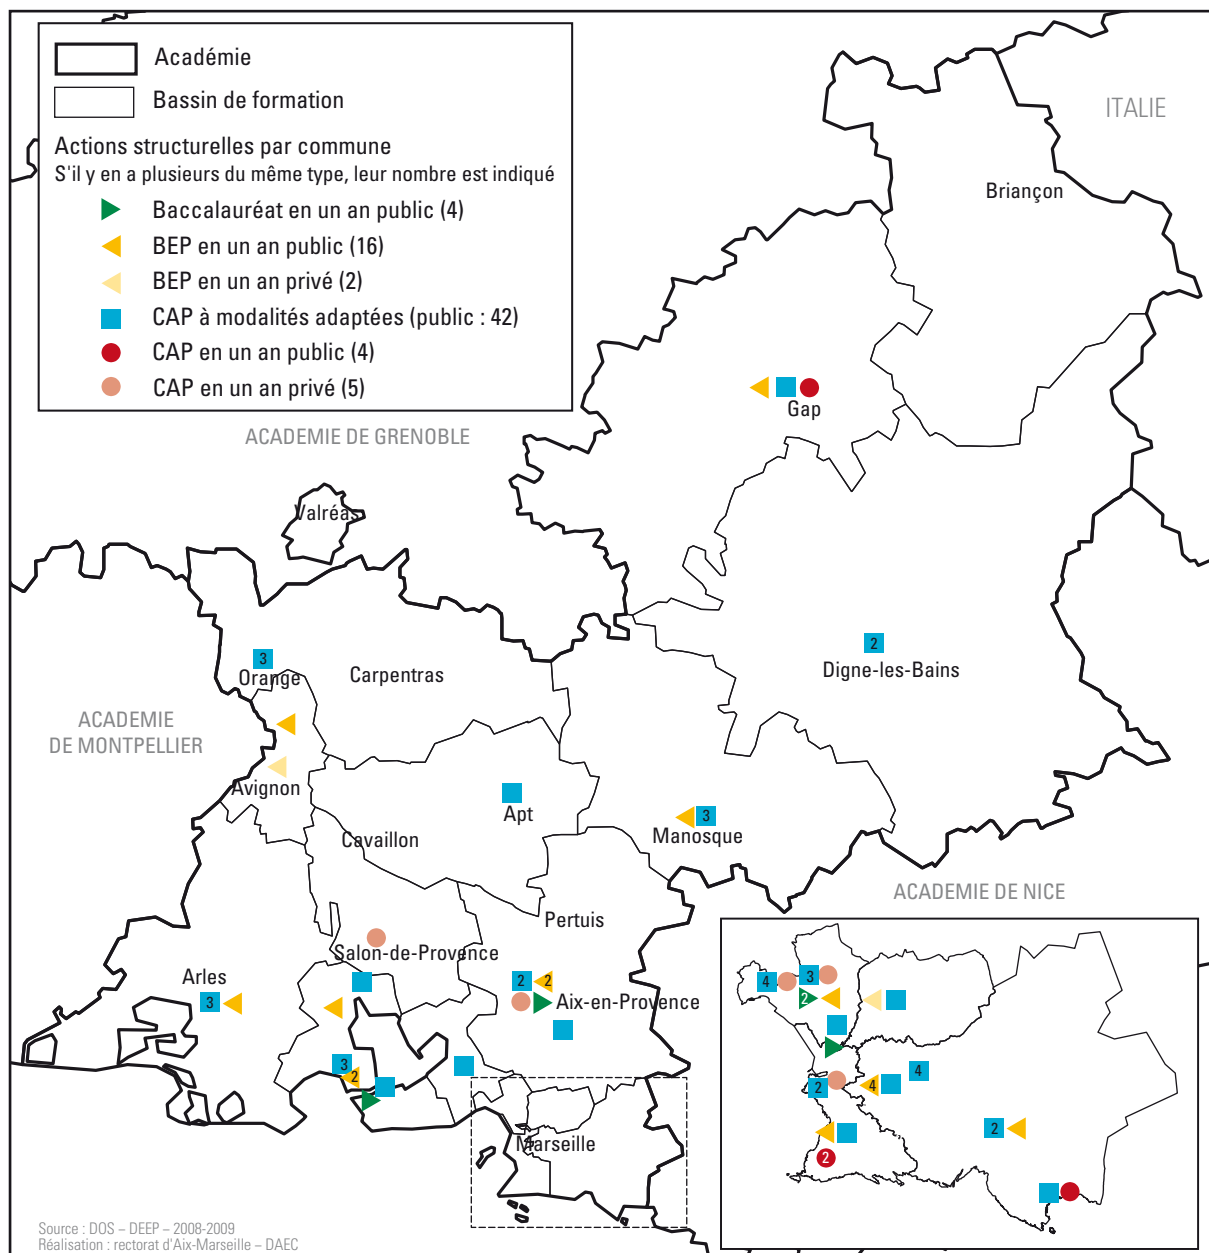 Académie
Bassin de formation
Actions structurelles par commune
S'il y en a plusieurs du même type, leur nombre est indiqué
Baccalauréat en un an public (4)
BEP en un an public (16)
BEP en un an privé (2)
CAP à modalités adaptées (public : 42)
CAP en un an public (4)
CAP en un an privé (5)
ITALIE
Briançon
Gap
ACADEMIE DE GRENOBLE
Valréas
3
Orange
Carpentras
2
Digne-les-Bains
ACADEMIE
DE MONTPELLIER
Avignon
Apt
3
Manosque
Cavaillon
ACADEMIE DE NICE
Pertuis
Salon-de-Provence
Arles
3
2
2
Aix-en-Provence
3
2
Marseille
4
3
2
4
2
4
2
2
Source : DOS – DEEP – 2008-2009
Réalisation : rectorat d'Aix-Marseille – DAEC